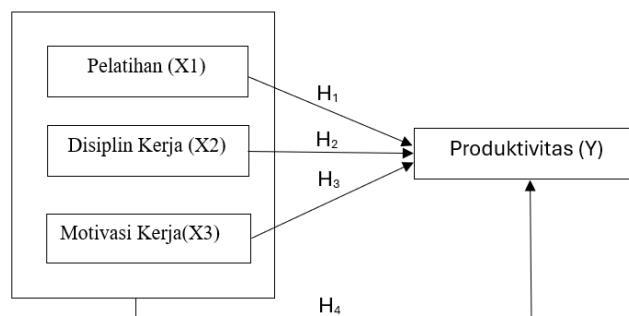 Pelatihan (X1)
H₁
Disiplin Kerja (X2)
H₂
Produktivitas (Y)
H₃
Motivasi Kerja(X3)
H₄